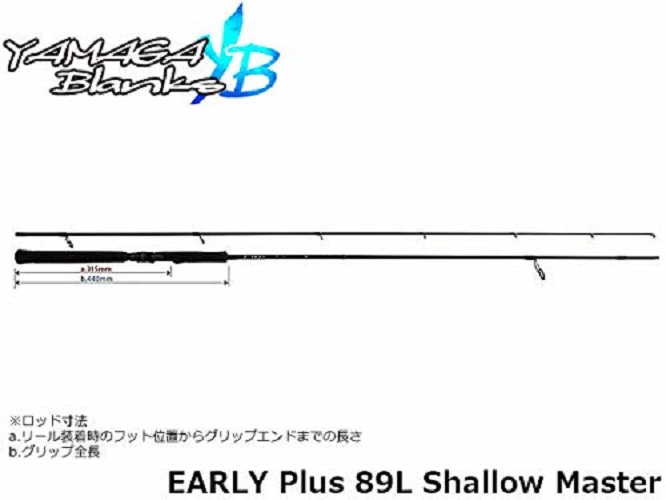 YAMAGA
Blanks
YB
a.315mm
b.440mm
※ロッド寸法
a.リール装着時のフット位置からグリップエンドまでの長さ
b.グリップ全長
EARLY Plus 89L Shallow Master